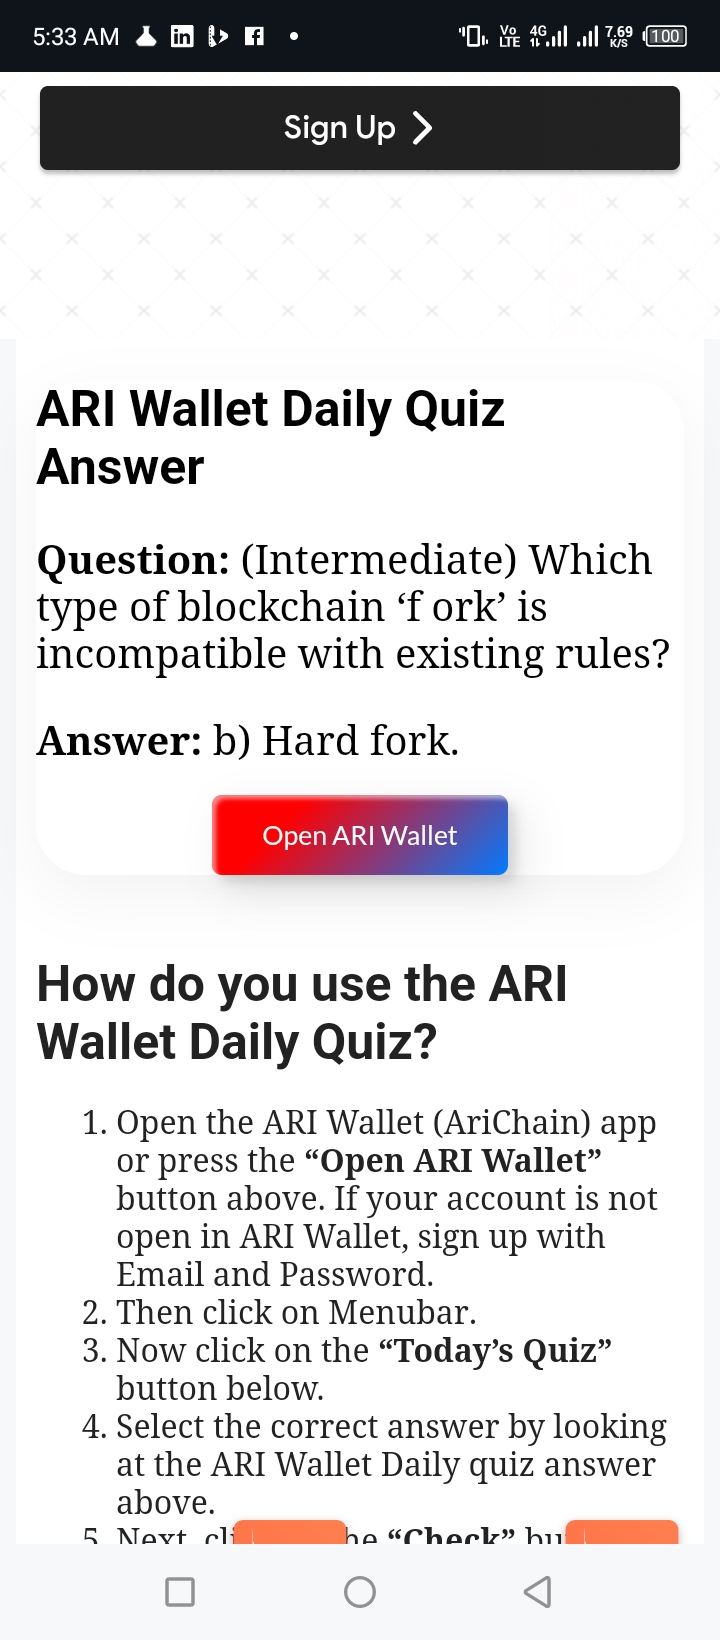 5:33 AM
Vo LTE 4G 7.69 K/S 100
Sign Up
ARI Wallet Daily Quiz
Answer
Question: (Intermediate) Which
type of blockchain ‘f ork’ is
incompatible with existing rules?
Answer: b) Hard fork.
Open ARI Wallet
How do you use the ARI
Wallet Daily Quiz?
1. Open the ARI Wallet (AriChain) app
or press the “Open ARI Wallet”
button above. If your account is not
open in ARI Wallet, sign up with
Email and Password.
2. Then click on Menubar.
3. Now click on the “Today’s Quiz”
button below.
4. Select the correct answer by looking
at the ARI Wallet Daily quiz answer
above.
5. Next, “Check”